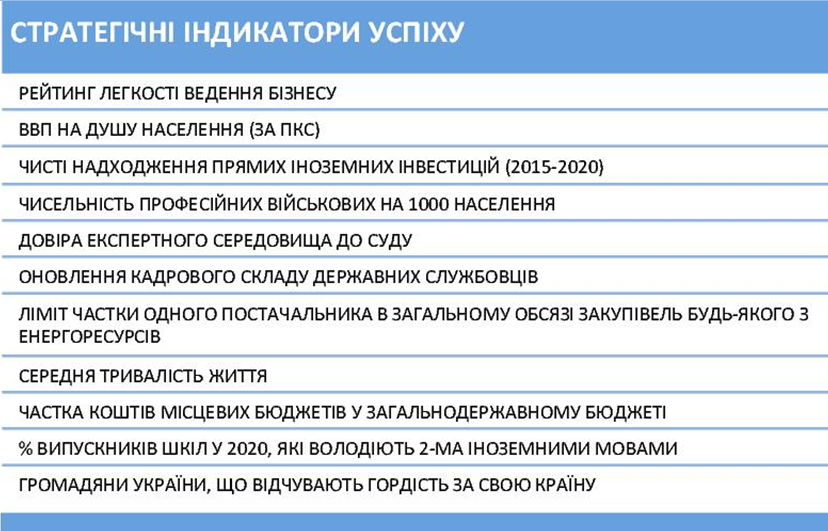 СТРАТЕГІЧНІ ІНДИКАТОРИ УСПІХУ
РЕЙТИНГ ЛЕГКОСТІ ВЕДЕННЯ БІЗНЕСУ
ВВП НА ДУШУ НАСЕЛЕННЯ (ЗА ПКС)
ЧИСТІ НАДХОДЖЕННЯ ПРЯМИХ ІНОЗЕМНИХ ІНВЕСТИЦІЙ (2015-2020)
ЧИСЕЛЬНІСТЬ ПРОФЕСІЙНИХ ВІЙСЬКОВИХ НА 1000 НАСЕЛЕННЯ
ДОВІРА ЕКСПЕРТНОГО СЕРЕДОВИЩА ДО СУДУ
ОНОВЛЕННЯ КАДРОВОГО СКЛАДУ ДЕРЖАВНИХ СЛУЖБОВЦІВ
ЛІМІТ ЧАСТКИ ОДНОГО ПОСТАЧАЛЬНИКА В ЗАГАЛЬНОМУ ОБСЯЗІ ЗАКУПІВЕЛЬ БУДЬ-ЯКОГО З
ЕНЕРГОРЕСУРСІВ
СЕРЕДНЯ ТРИВАЛІСТЬ ЖИТТЯ
ЧАСТКА КОШТІВ МІСЦЕВИХ БЮДЖЕТІВ У ЗАГАЛЬНОДЕРЖАВНОМУ БЮДЖЕТІ
% ВИПУСКНИКІВ ШКІЛ У 2020, ЯКІ ВОЛОДІЮТЬ 2-МА ІНОЗЕМНИМИ МОВАМИ
ГРОМАДЯНИ УКРАЇНИ, ЩО ВІДЧУВАЮТЬ ГОРДІСТЬ ЗА СВОЮ КРАЇНУ